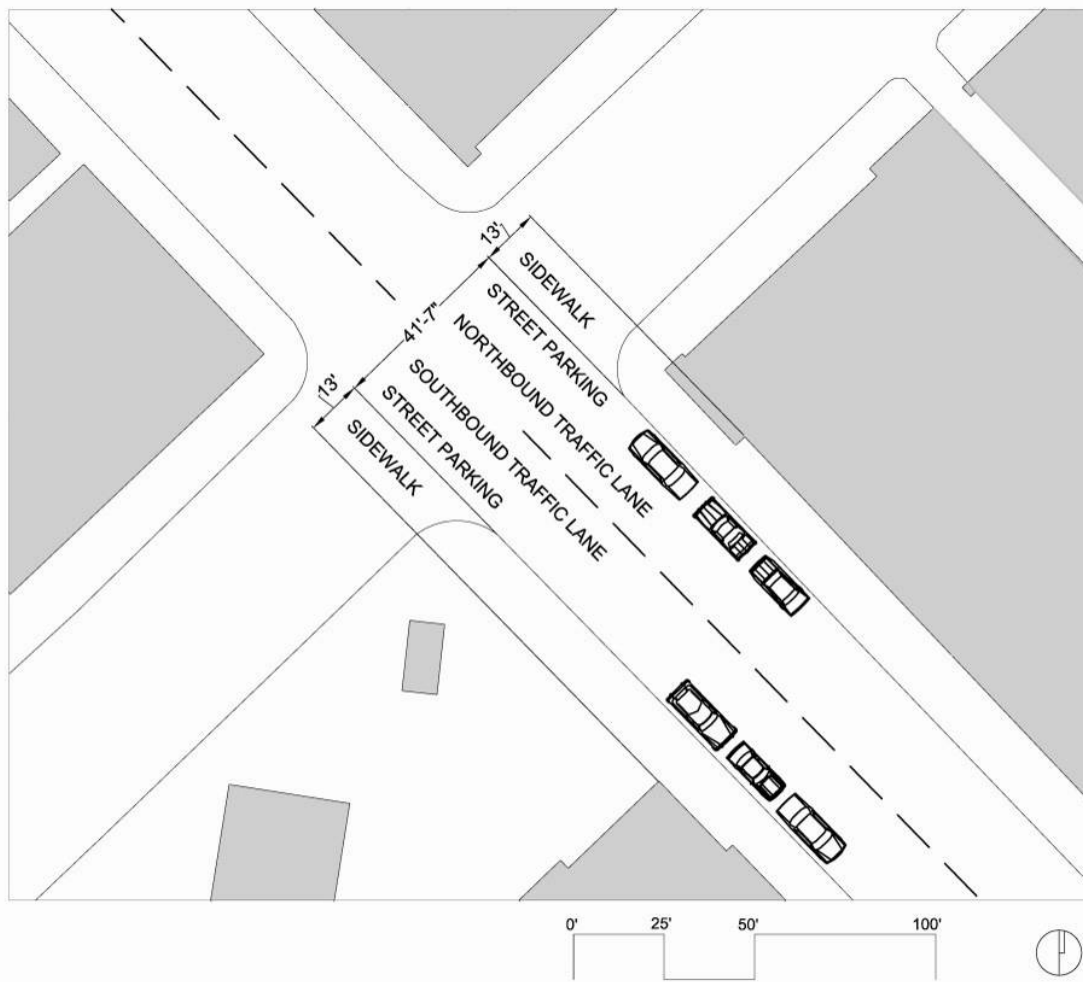 13'
SIDEWALK
STREET PARKING
41'-7"
NORTHBOUND TRAFFIC LANE
SOUTHBOUND TRAFFIC LANE
STREET PARKING
13'
SIDEWALK
0' 25' 50' 100'